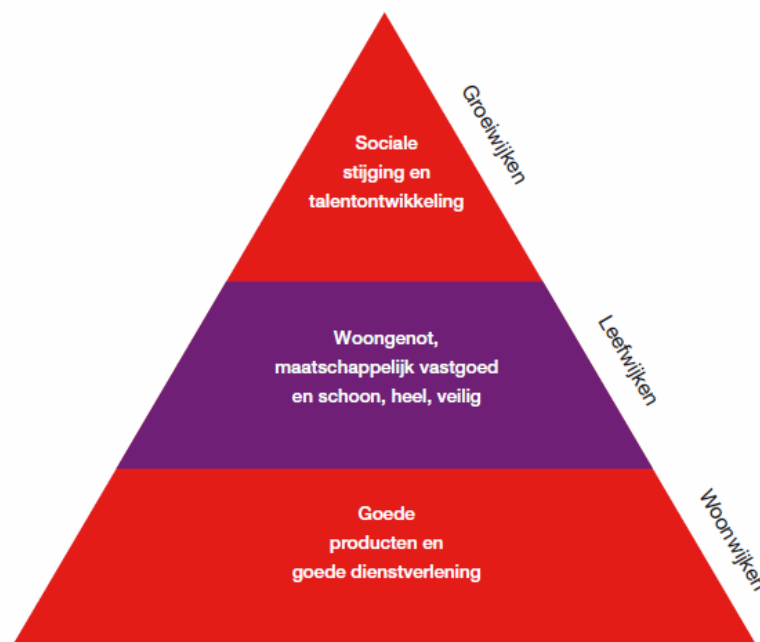 Sociale
stijging en
talentontwikkeling
Groeiwijken
Woongenot,
maatschappelijk vastgoed
en schoon, heel, veilig
Leefwijken
Goede
producten en
goede dienstverlening
Woonwijken